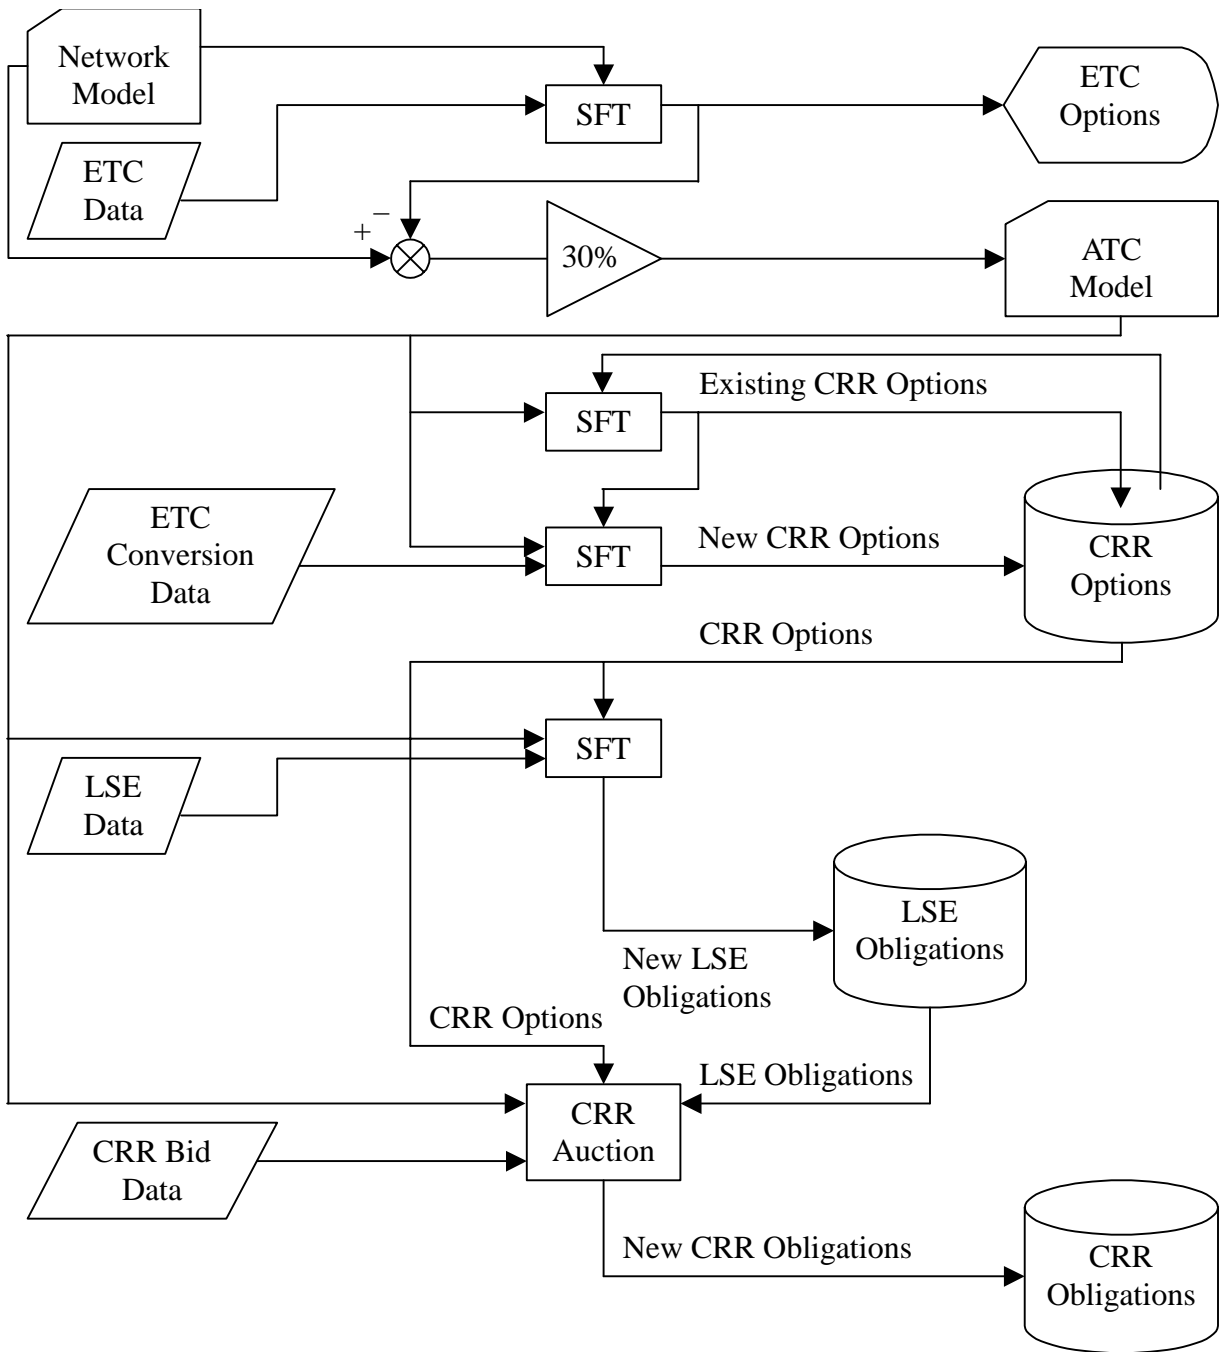 Network
Model
SFT
ETC
Options
ETC
Data
−
+
30%
ATC
Model
Existing CRR Options
SFT
ETC
Conversion
Data
New CRR Options
SFT
CRR
Options
CRR Options
SFT
LSE
Data
LSE
Obligations
New LSE
Obligations
CRR Options
LSE Obligations
CRR
Auction
CRR Bid
Data
New CRR Obligations
CRR
Obligations